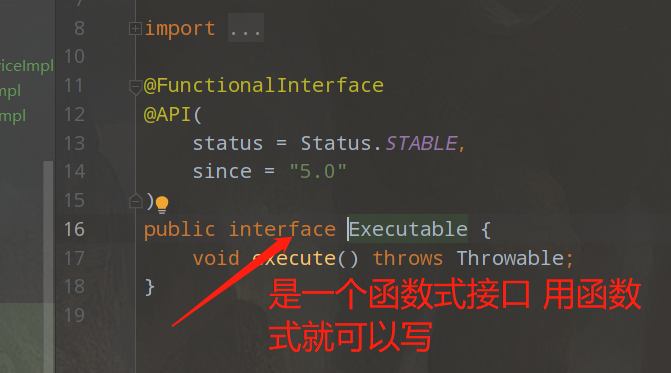 7
8 import ...
10
riceImpl 11 @FunctionalInterface
mpl 12 @API(
mpl 13 status = Status.STABLE,
14 since = "5.0"
15 )
16 public interface Executable {
17 void execute() throws Throwable;
18 }
是一个函数式接口 用函数
19
式就可以写